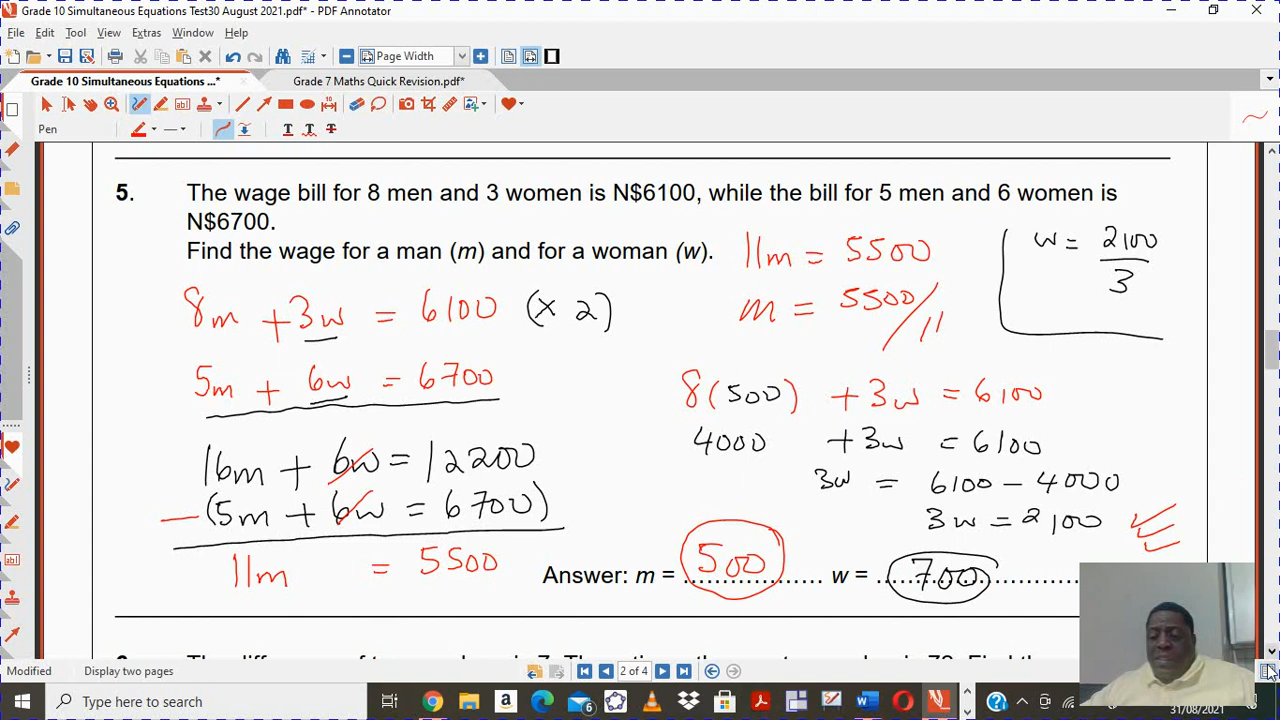 Grade 10 Simultaneous Equations Test30 August 2021.pdf* - PDF Annotator
File Edit Tool View Extras Window Help
Page Width
Grade 10 Simultaneous Equations ...* Grade 7 Maths Quick Revision.pdf*
Pen
5. The wage bill for 8 men and 3 women is N$6100, while the bill for 5 men and 6 women is
N$6700.
Find the wage for a man (m) and for a woman (w).
8m + 3w = 6100 (× 2)
5m + 6w = 6700
16m + 6w = 12200
- (5m + 6w = 6700)
11m = 5500
11m = 5500
m = 5500/11
w = 2100
3
8(500) + 3w = 6100
4000 + 3w = 6100
3w = 6100 - 4000
3w = 2100
Answer: m = 500 w = 700
Modified Display two pages 2 of 4
Type here to search
31/08/2021